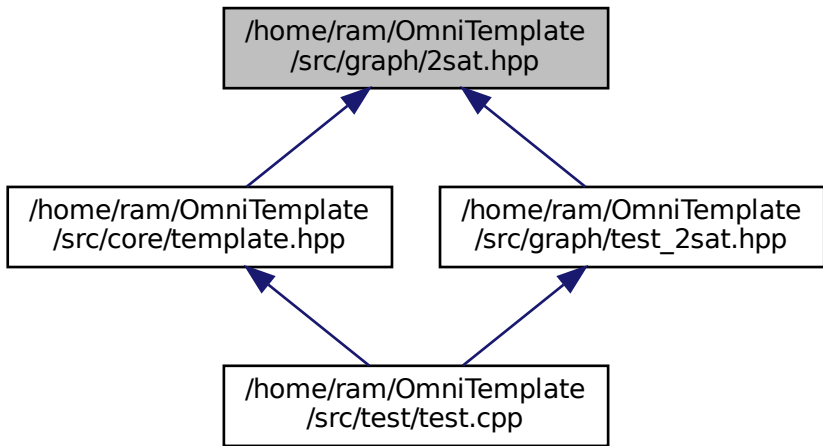 /home/ram/OmniTemplate
/src/graph/2sat.hpp
/home/ram/OmniTemplate
/src/core/template.hpp
/home/ram/OmniTemplate
/src/graph/test_2sat.hpp
/home/ram/OmniTemplate
/src/test/test.cpp